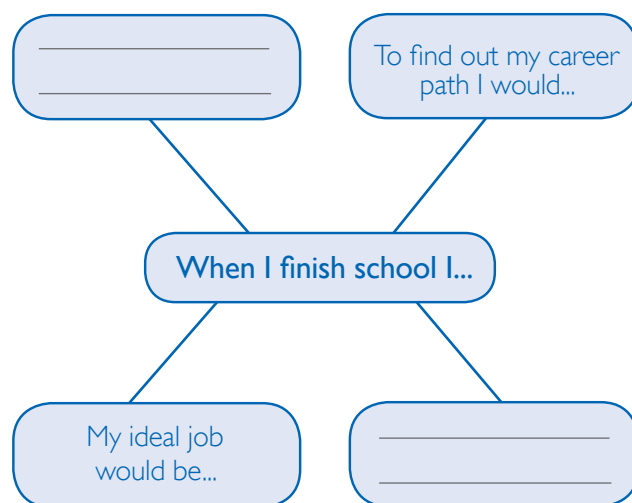 To find out my career
path I would...
When I finish school I...
My ideal job
would be...